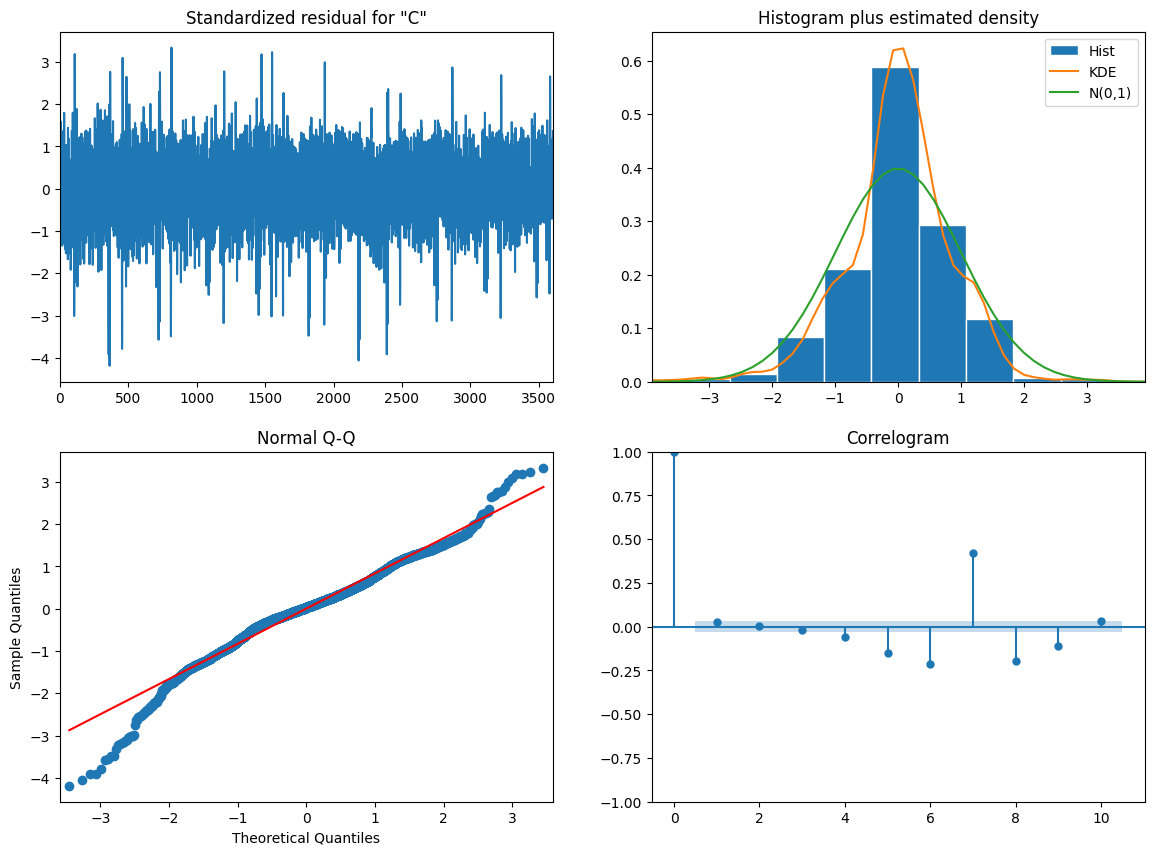 Standardized residual for "C"
3
2
1
0
−1
−2
−3
−4
0 500 1000 1500 2000 2500 3000 3500
Histogram plus estimated density
Hist
KDE
N(0,1)
0.6
0.5
0.4
0.3
0.2
0.1
0.0
−3 −2 −1 0 1 2 3
Normal Q-Q
Sample Quantiles
3
2
1
0
−1
−2
−3
−4
−3 −2 −1 0 1 2 3
Theoretical Quantiles
Correlogram
1.00
0.75
0.50
0.25
0.00
−0.25
−0.50
−0.75
−1.00
0 2 4 6 8 10